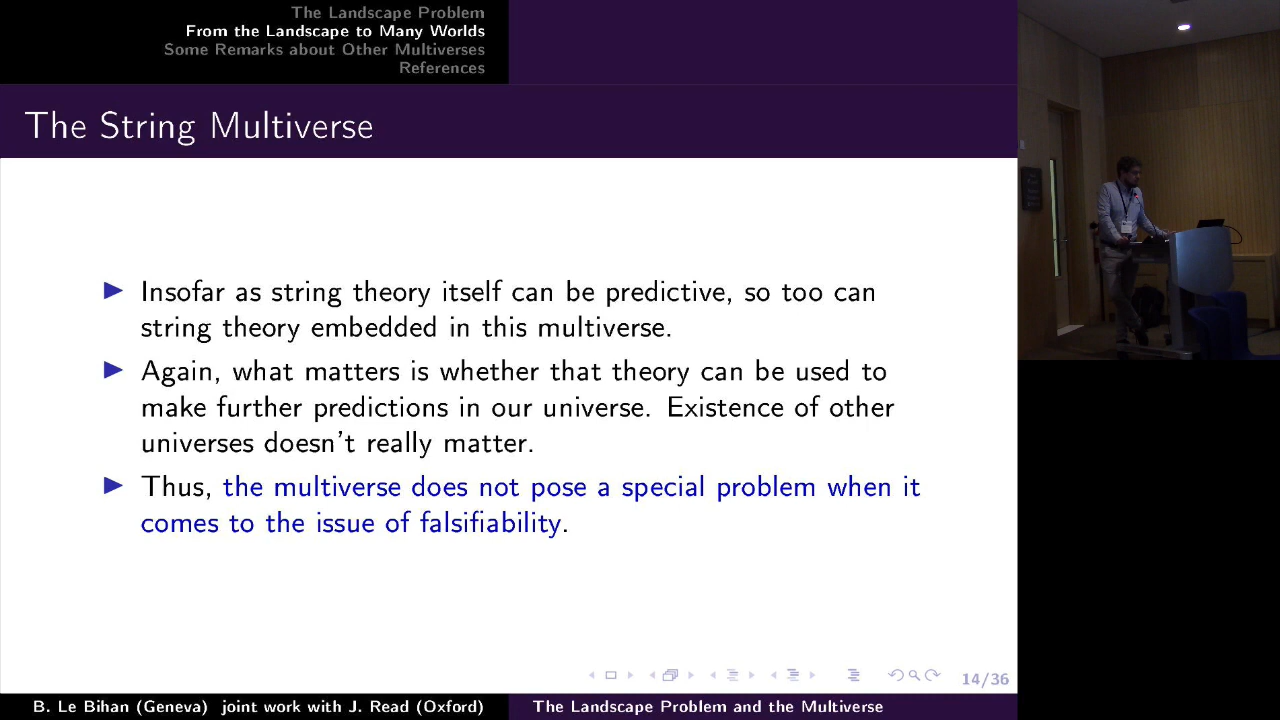 The Landscape Problem
From the Landscape to Many Worlds
Some Remarks about Other Multiverses
References
The String Multiverse
Insofar as string theory itself can be predictive, so too can
string theory embedded in this multiverse.
Again, what matters is whether that theory can be used to
make further predictions in our universe. Existence of other
universes doesn't really matter.
Thus, the multiverse does not pose a special problem when it
comes to the issue of falsifiability.
14/36
B. Le Bihan (Geneva) joint work with J. Read (Oxford)
The Landscape Problem and the Multiverse